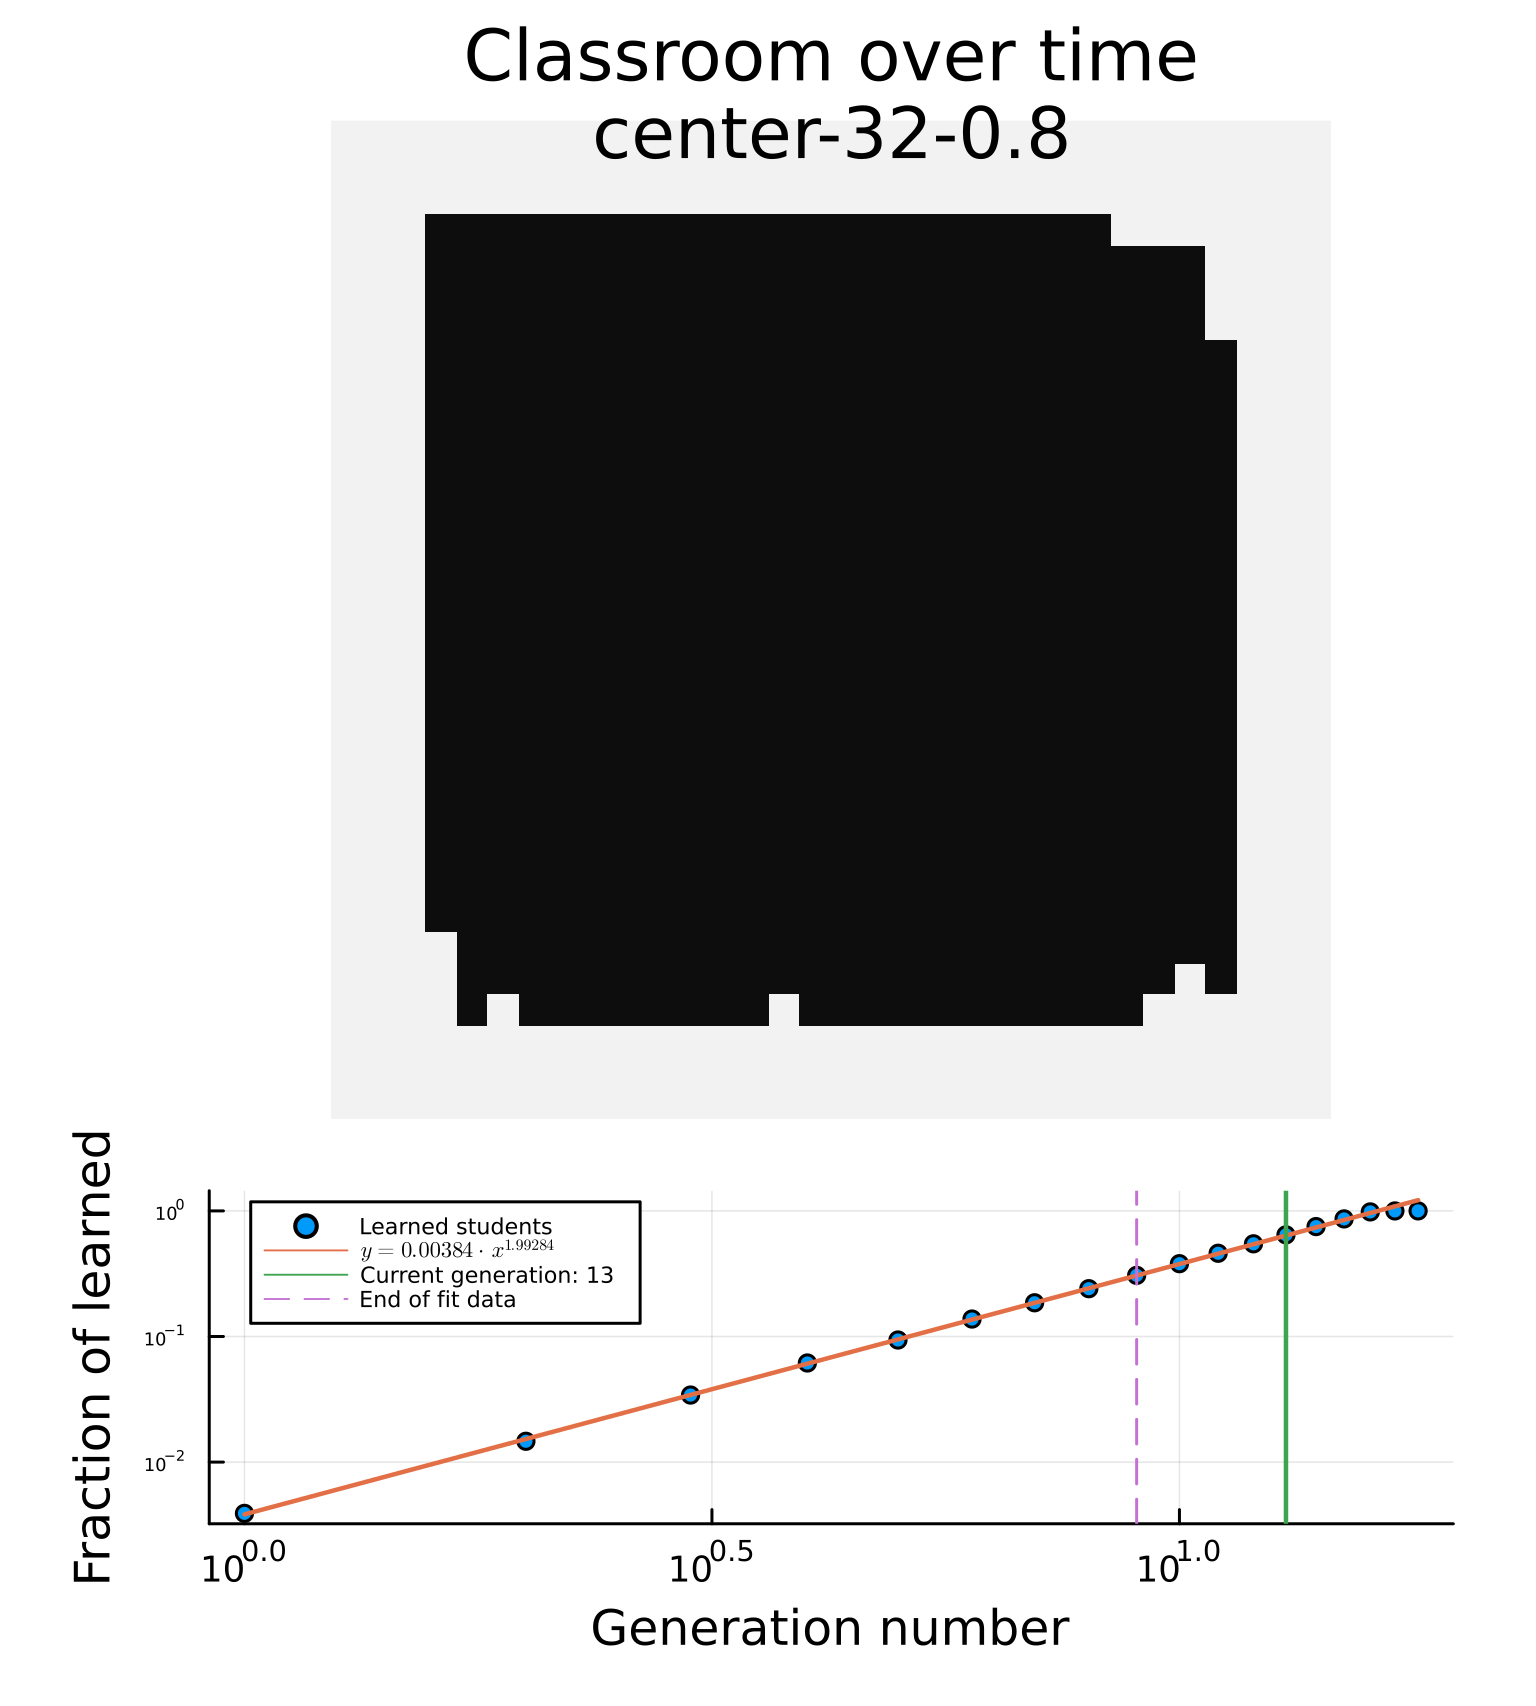 Classroom over time
center-32-0.8
Fraction of learned
10⁰
10⁻¹
10⁻²
Learned students
y = 0.00384 · x^1.99284
Current generation: 13
End of fit data
10^0.0 10^0.5 10^1.0
Generation number